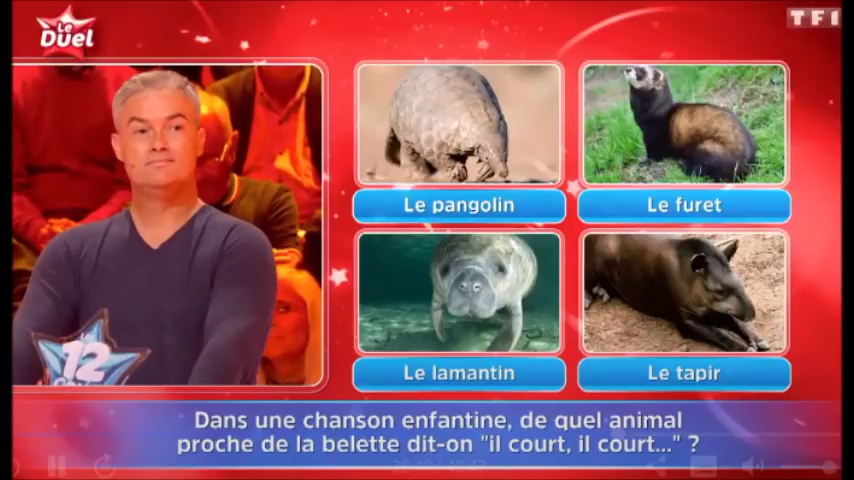 Le
Duel
TF1
Le pangolin
Le furet
Le lamantin
Le tapir
12
Dans une chanson enfantine, de quel animal
proche de la belette dit-on "il court, il court..." ?